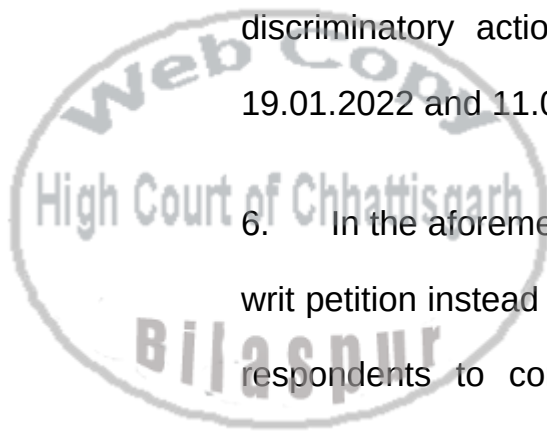 discriminatory actio
Web Copy
19.01.2022 and 11.0
High Court of Chhattisgarh
6. In the aforeme
writ petition instead
Bilaspur
respondents to co